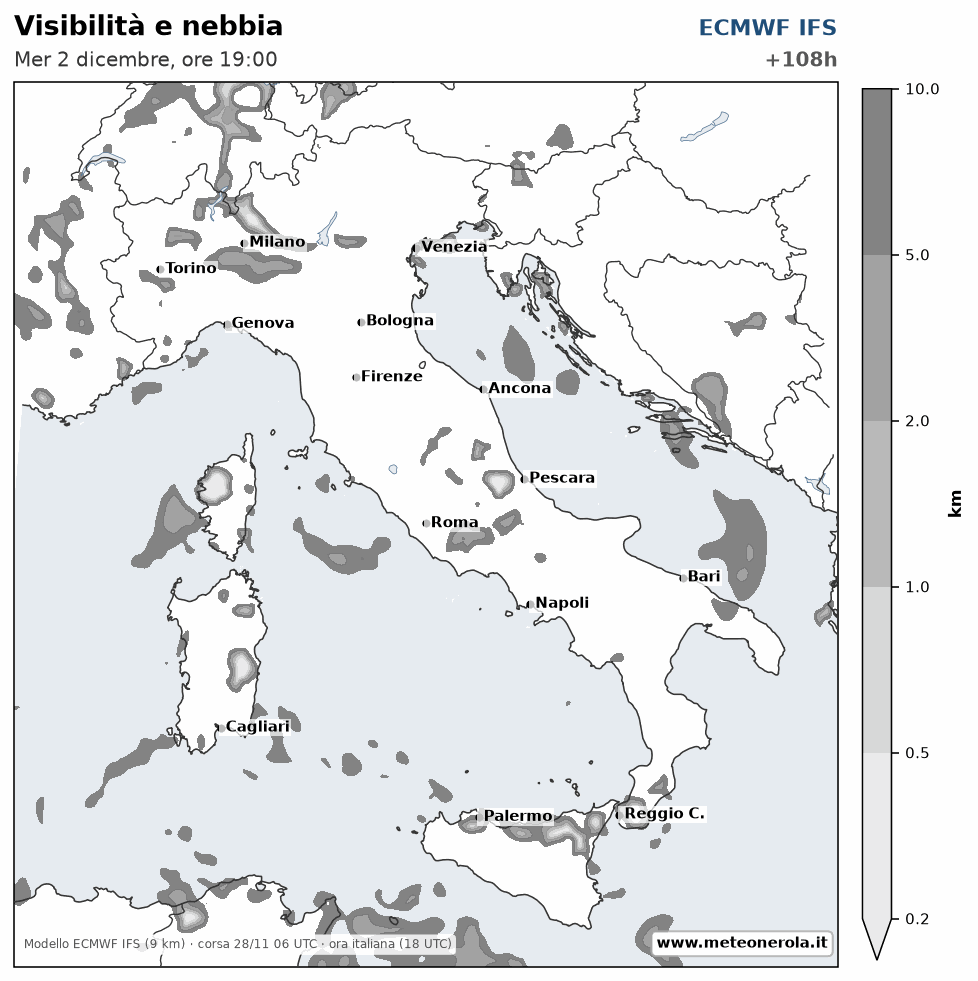 Visibilità e nebbia
ECMWF IFS
Mer 2 dicembre, ore 19:00
+108h
10.0
5.0
2.0
1.0
0.5
0.2
km
Milano
Venezia
Torino
Genova
Bologna
Firenze
Ancona
Pescara
Roma
Bari
Napoli
Cagliari
Palermo
Reggio C.
Modello ECMWF IFS (9 km) · corsa 28/11 06 UTC · ora italiana (18 UTC)
www.meteonerola.it